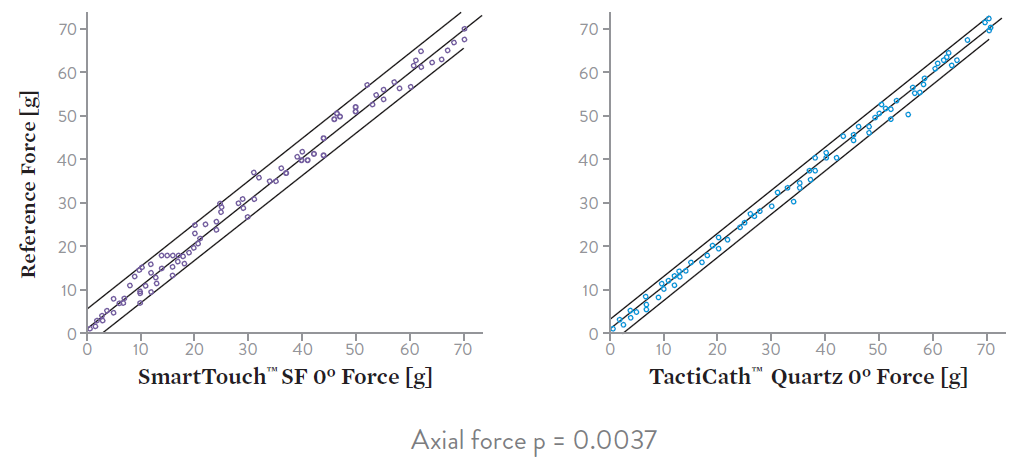 Reference Force [g]
70
60
50
40
30
20
10
0
0 10 20 30 40 50 60 70
SmartTouch™ SF 0º Force [g]
70
60
50
40
30
20
10
0
0 10 20 30 40 50 60 70
TactiCath™ Quartz 0º Force [g]
Axial force p = 0.0037